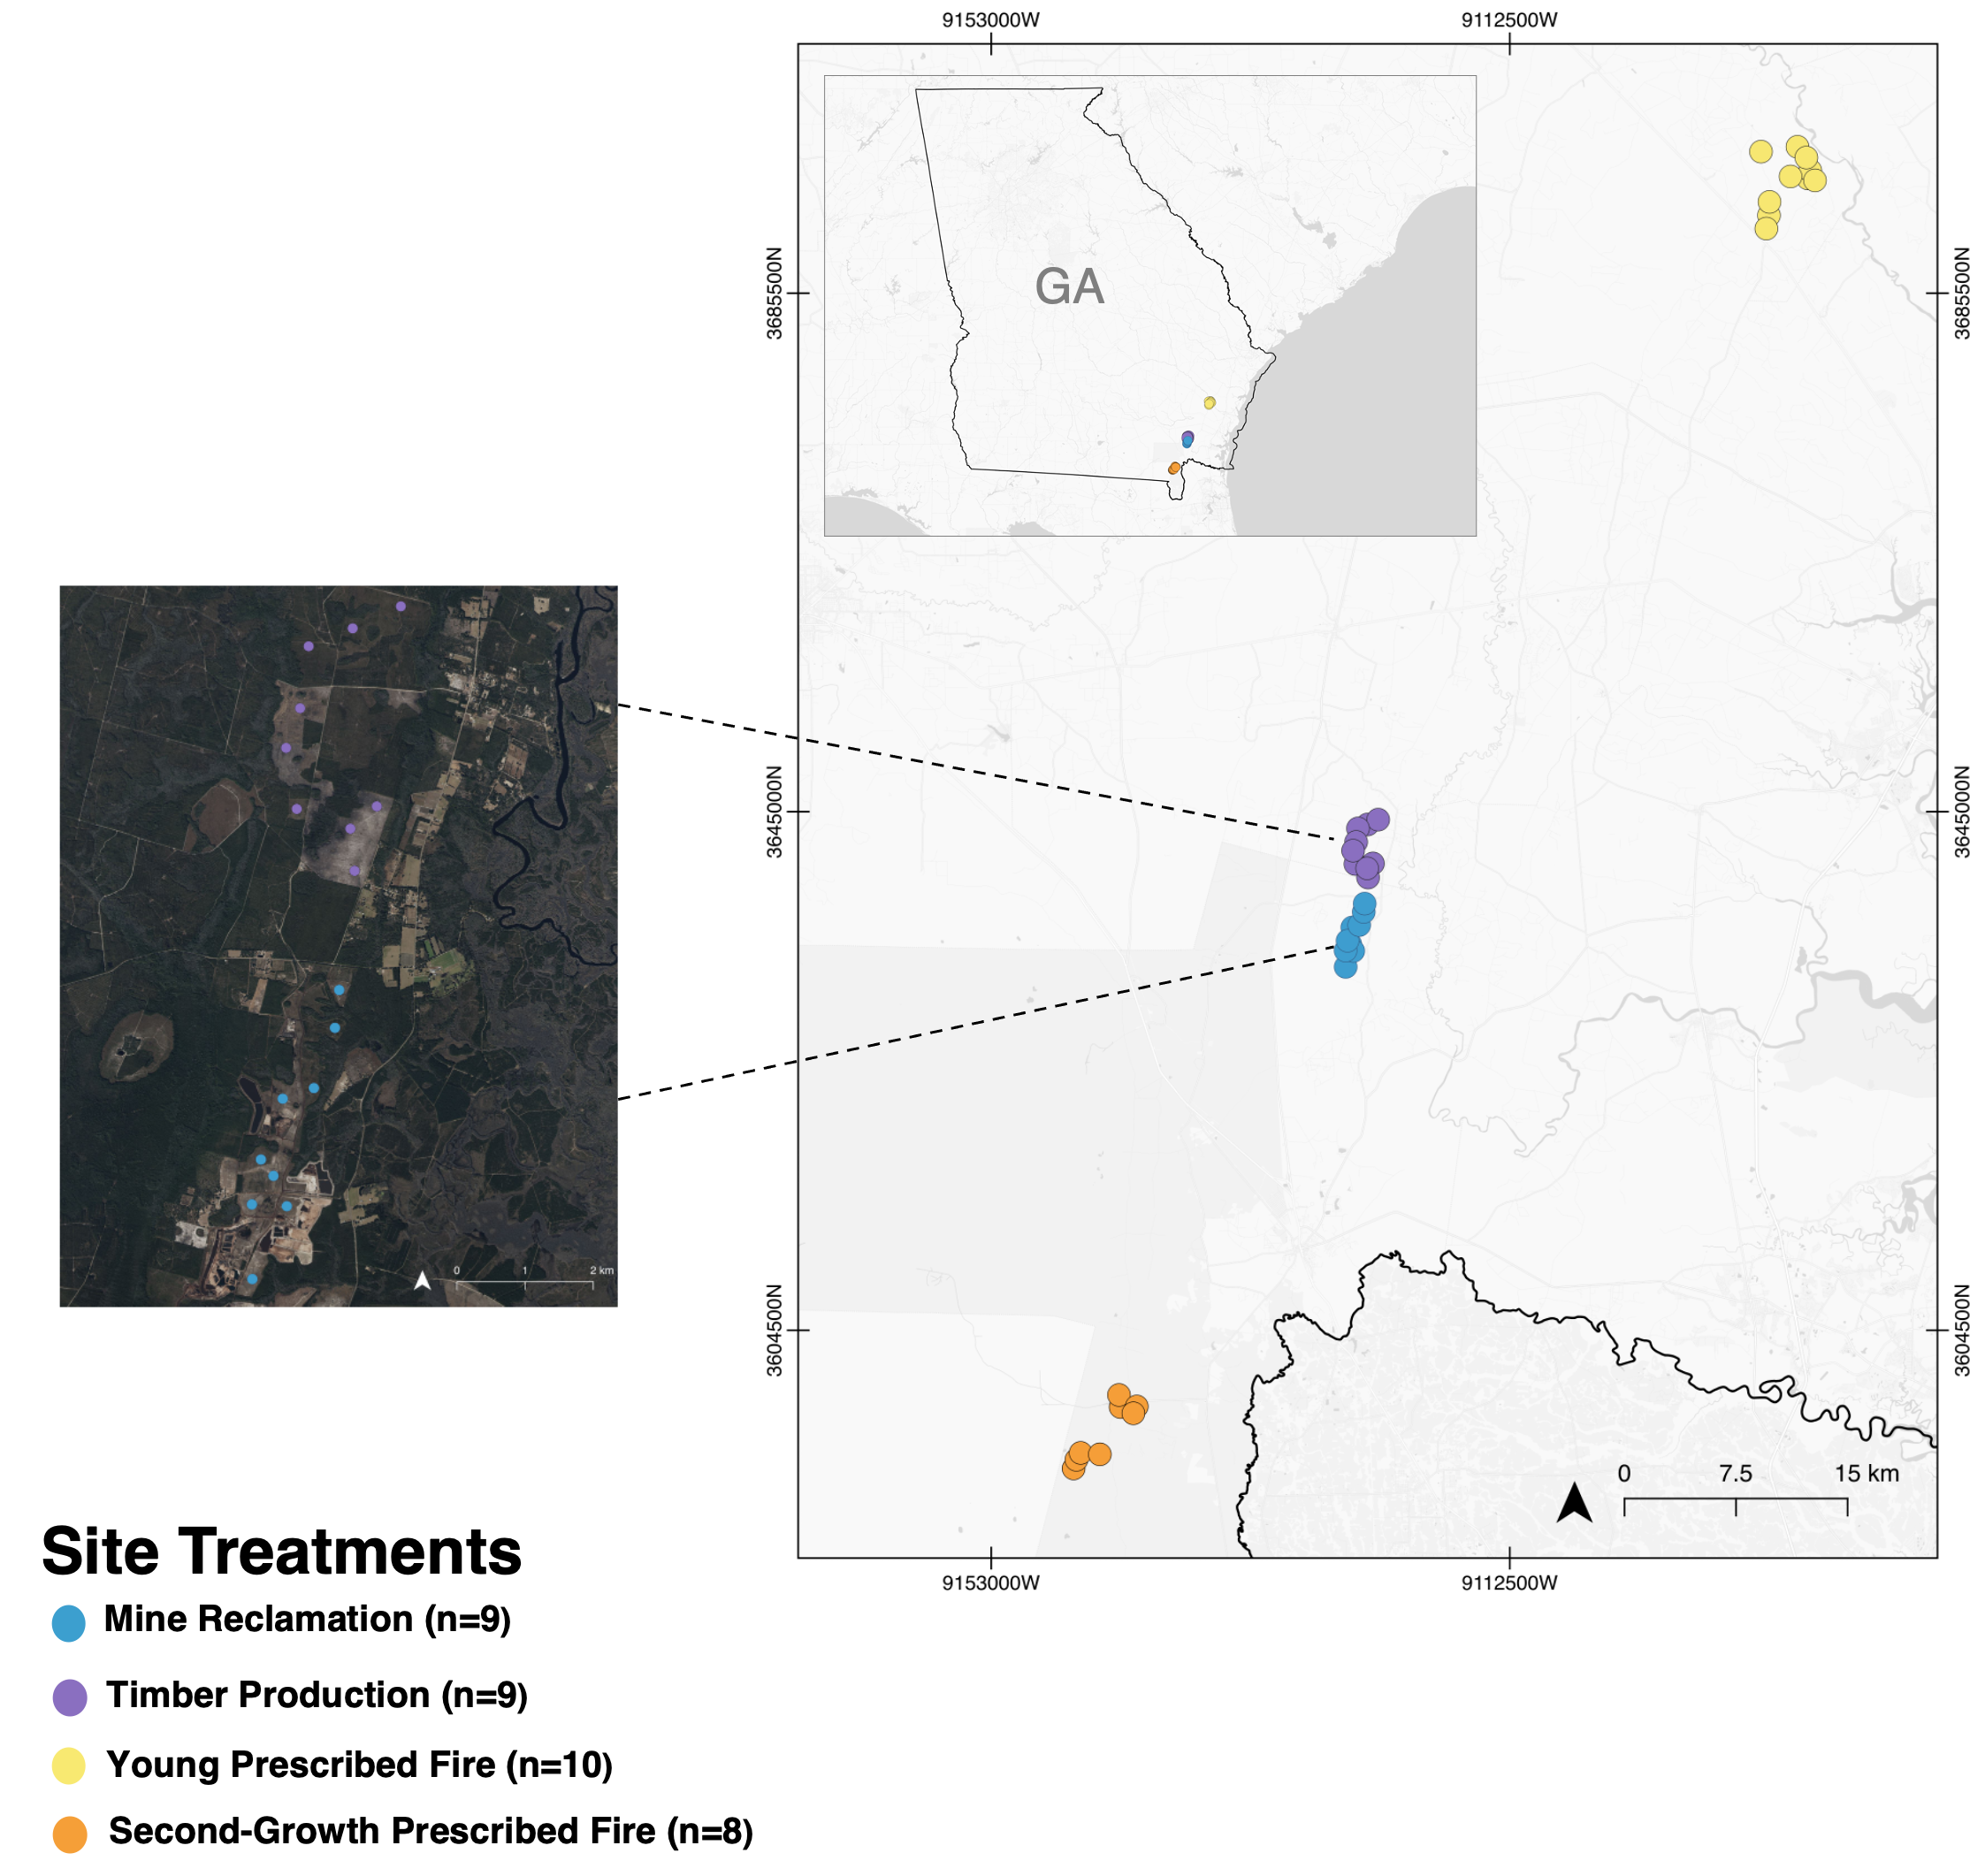 9153000W 9112500W
GA
3685500N 3685500N
3645000N 3645000N
0 1 2 km
3604500N 3604500N
0 7.5 15 km
9153000W 9112500W
Site Treatments
Mine Reclamation (n=9)
Timber Production (n=9)
Young Prescribed Fire (n=10)
Second-Growth Prescribed Fire (n=8)